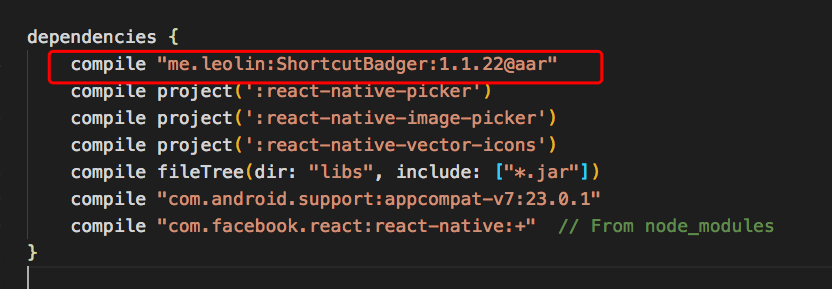 dependencies {
compile "me.leolin:ShortcutBadger:1.1.22@aar"
compile project(':react-native-picker')
compile project(':react-native-image-picker')
compile project(':react-native-vector-icons')
compile fileTree(dir: "libs", include: ["*.jar"])
compile "com.android.support:appcompat-v7:23.0.1"
compile "com.facebook.react:react-native:+"  // From node_modules
}